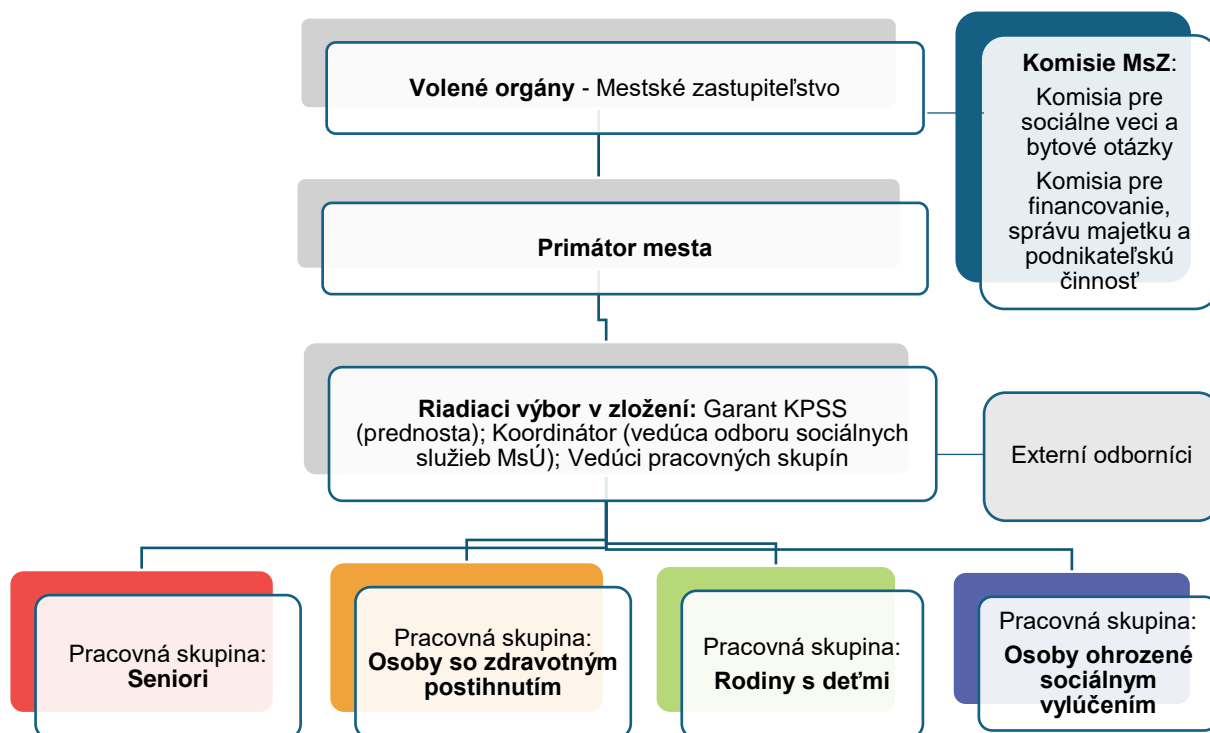 Volené orgány - Mestské zastupiteľstvo
Komisie MsZ:
Komisia pre
sociálne veci a
bytové otázky
Komisia pre
financovanie,
správu majetku a
podnikateľskú
činnosť
Primátor mesta
Riadiaci výbor v zložení: Garant KPSS
(prednosta); Koordinátor (vedúca odboru sociálnych
služieb MsÚ); Vedúci pracovných skupín
Externí odborníci
Pracovná skupina:
Seniori
Pracovná skupina:
Osoby so zdravotným
postihnutím
Pracovná skupina:
Rodiny s deťmi
Pracovná skupina:
Osoby ohrozené
sociálnym
vylúčením